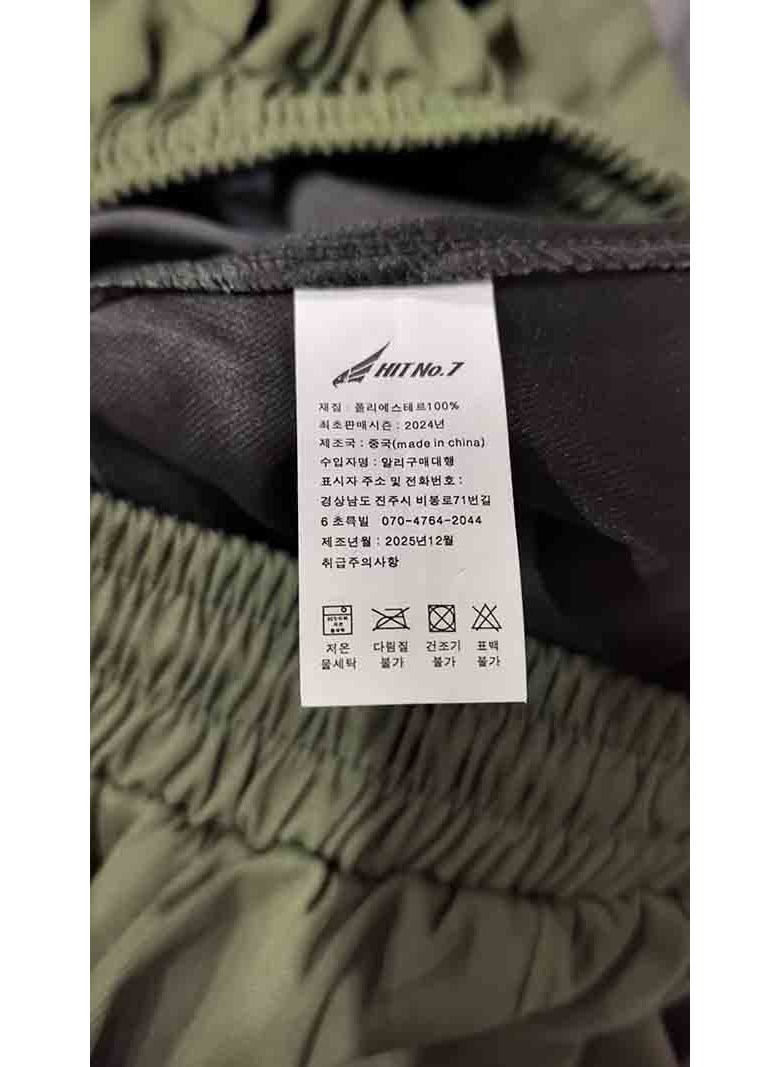 HIT No.7
재질 : 폴리에스테르100%
최초판매시즌 : 2024년
제조국 : 중국(made in china)
수입자명 : 알리구매대행
표시자 주소 및 전화번호 :
경상남도 진주시 비봉로71번길
6 초특빌 070-4764-2044
제조년월 : 2025년12월
취급주의사항
저온 다림질 건조기 표백
물세탁 불가 불가 불가